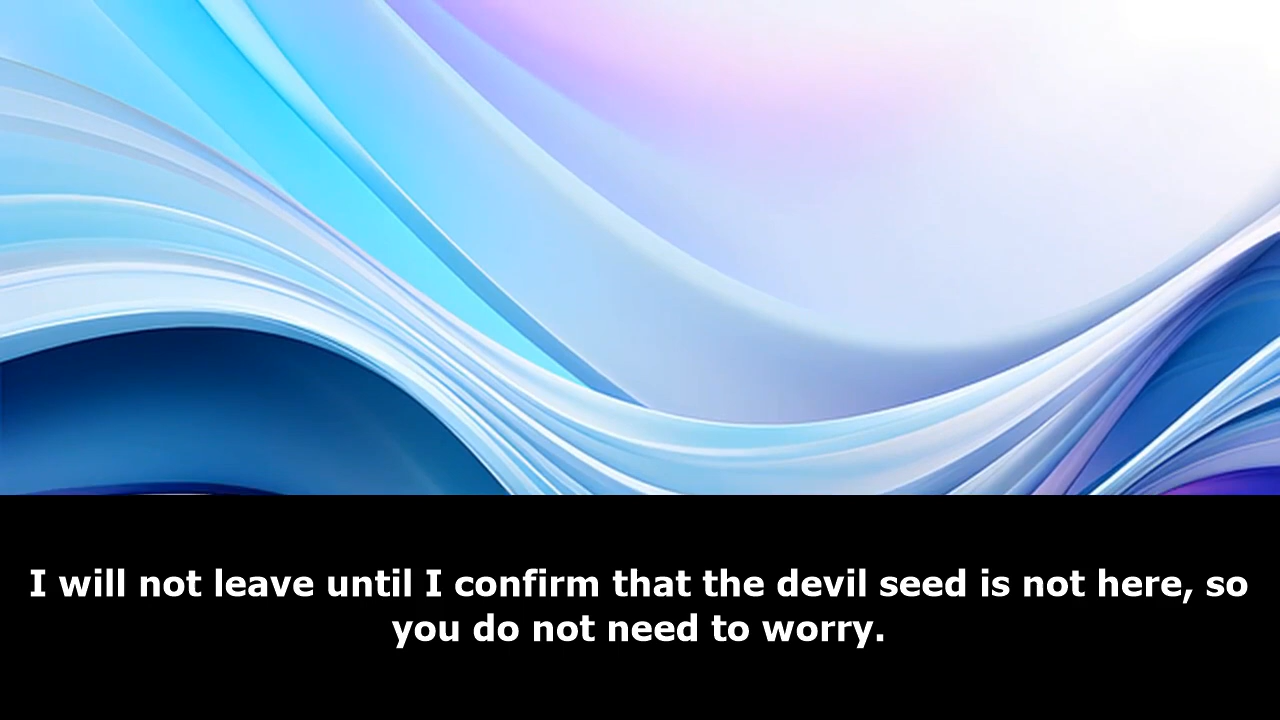 I will not leave until I confirm that the devil seed is not here, so
you do not need to worry.